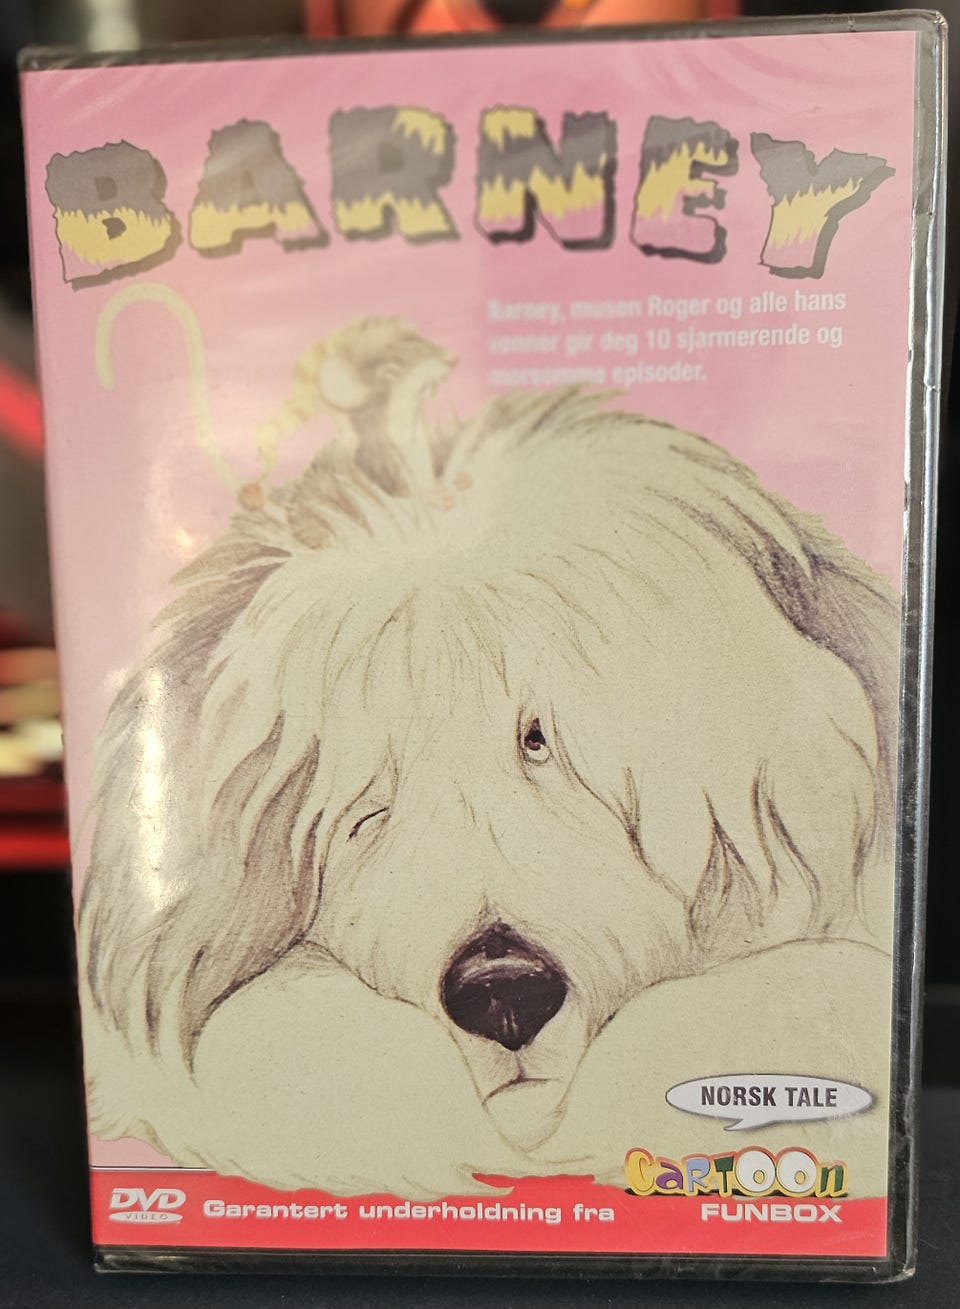 BARNEY
Barney, musen Roger og alle hans
venner gir deg 10 sjarmerende og
morsomme episoder.
NORSK TALE
CARTOON
FUNBOX
DVD
VIDEO
Garantert underholdning fra